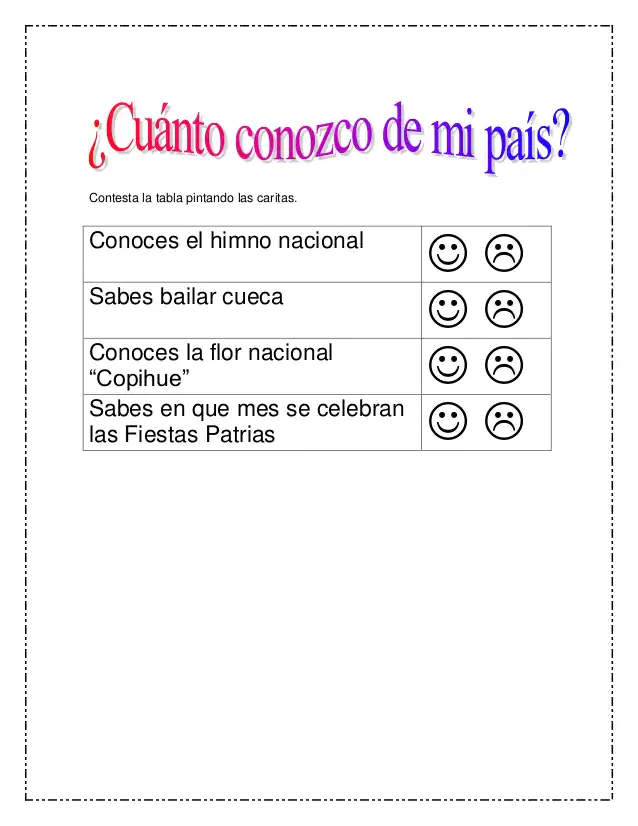 ¿Cuánto conozco de mi país?
Contesta la tabla pintando las caritas.
Conoces el himno nacional
Sabes bailar cueca
Conoces la flor nacional
“Copihue”
Sabes en que mes se celebran
las Fiestas Patrias